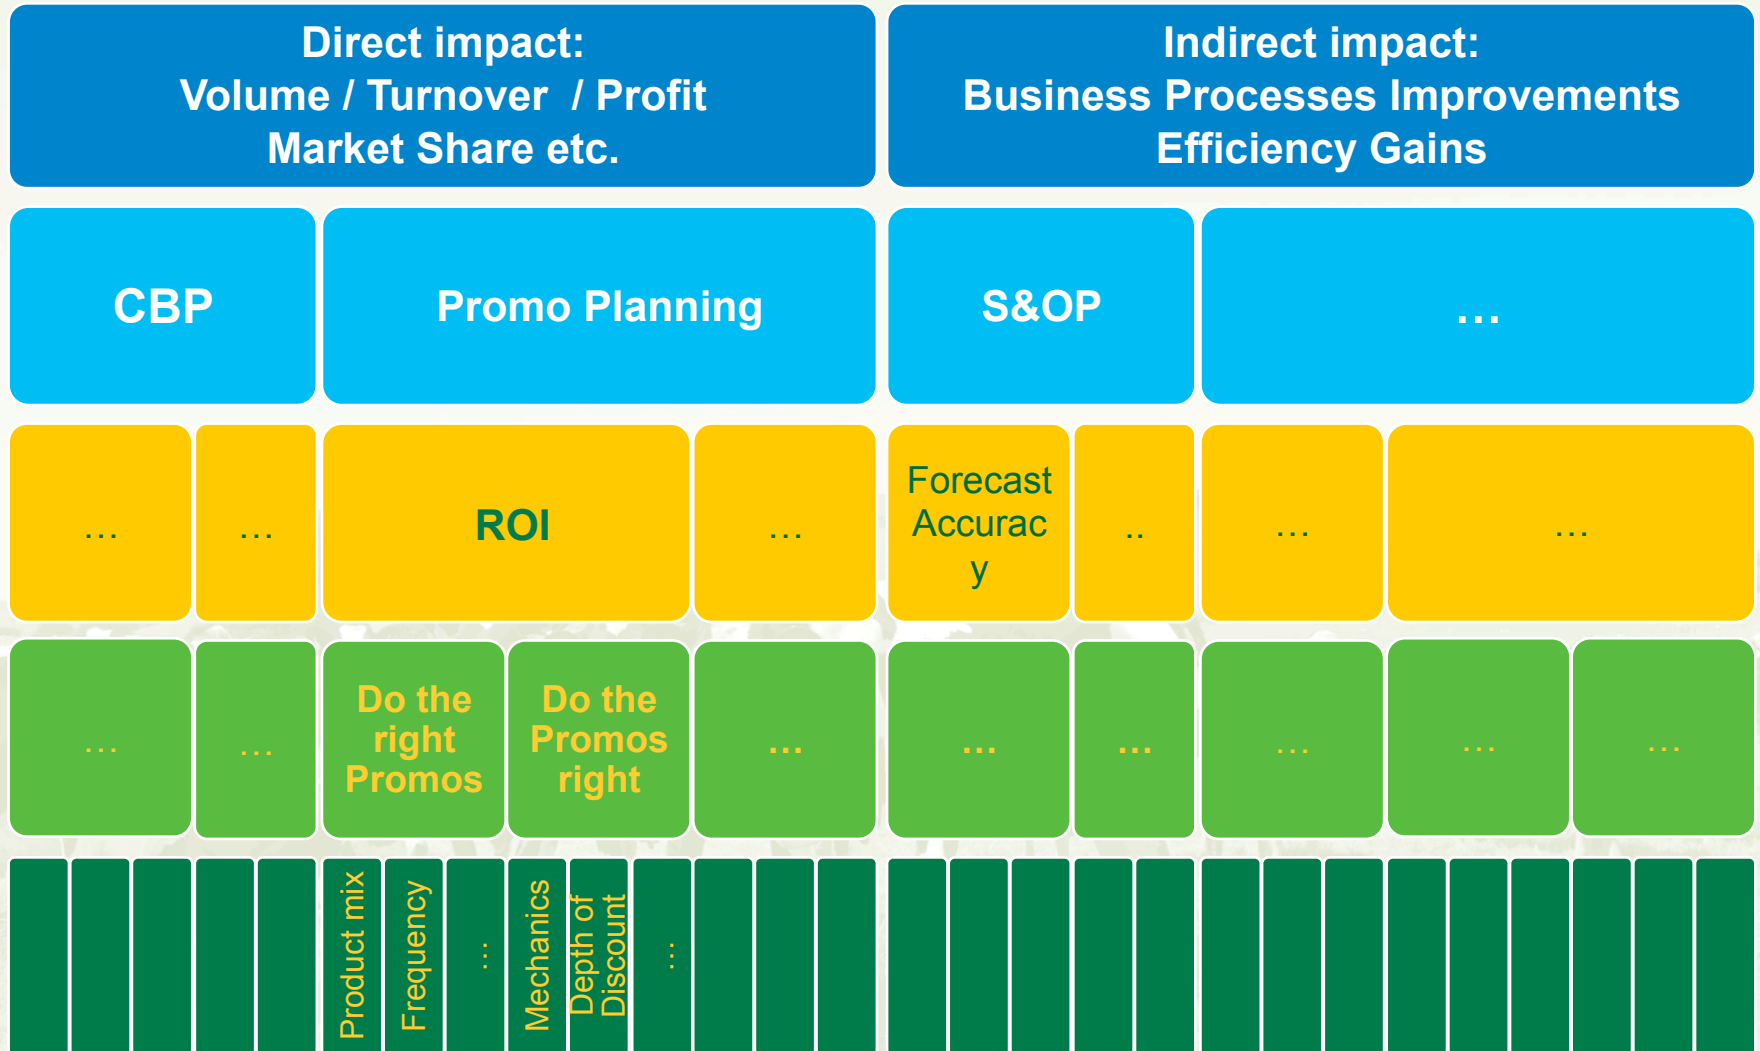 Direct impact:
Volume / Turnover / Profit
Market Share etc.
Indirect impact:
Business Processes Improvements
Efficiency Gains
CBP
Promo Planning
S&OP
...
...
...
ROI
...
Forecast
Accurac
y
..
...
...
...
...
Do the
right
Promos
Do the
Promos
right
...
...
...
...
...
...
Product mix
Frequency
...
Mechanics
Depth of
Discount
...